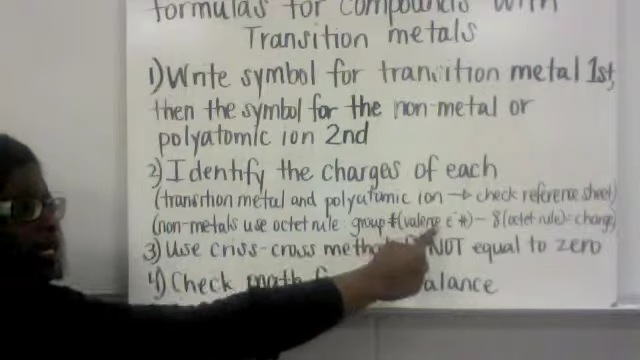 formulas for compounds with
Transition metals
1) Write symbol for transition metal 1st,
then the symbol for the non-metal or
polyatomic ion 2nd
2) Identify the charges of each
(transition metal and polyatomic ion → check reference sheet)
(non-metals use octet rule: group #(valence e⁻ #) - 8 (octet rule) = charge)
3) Use criss-cross method NOT equal to zero
4) Check math balance